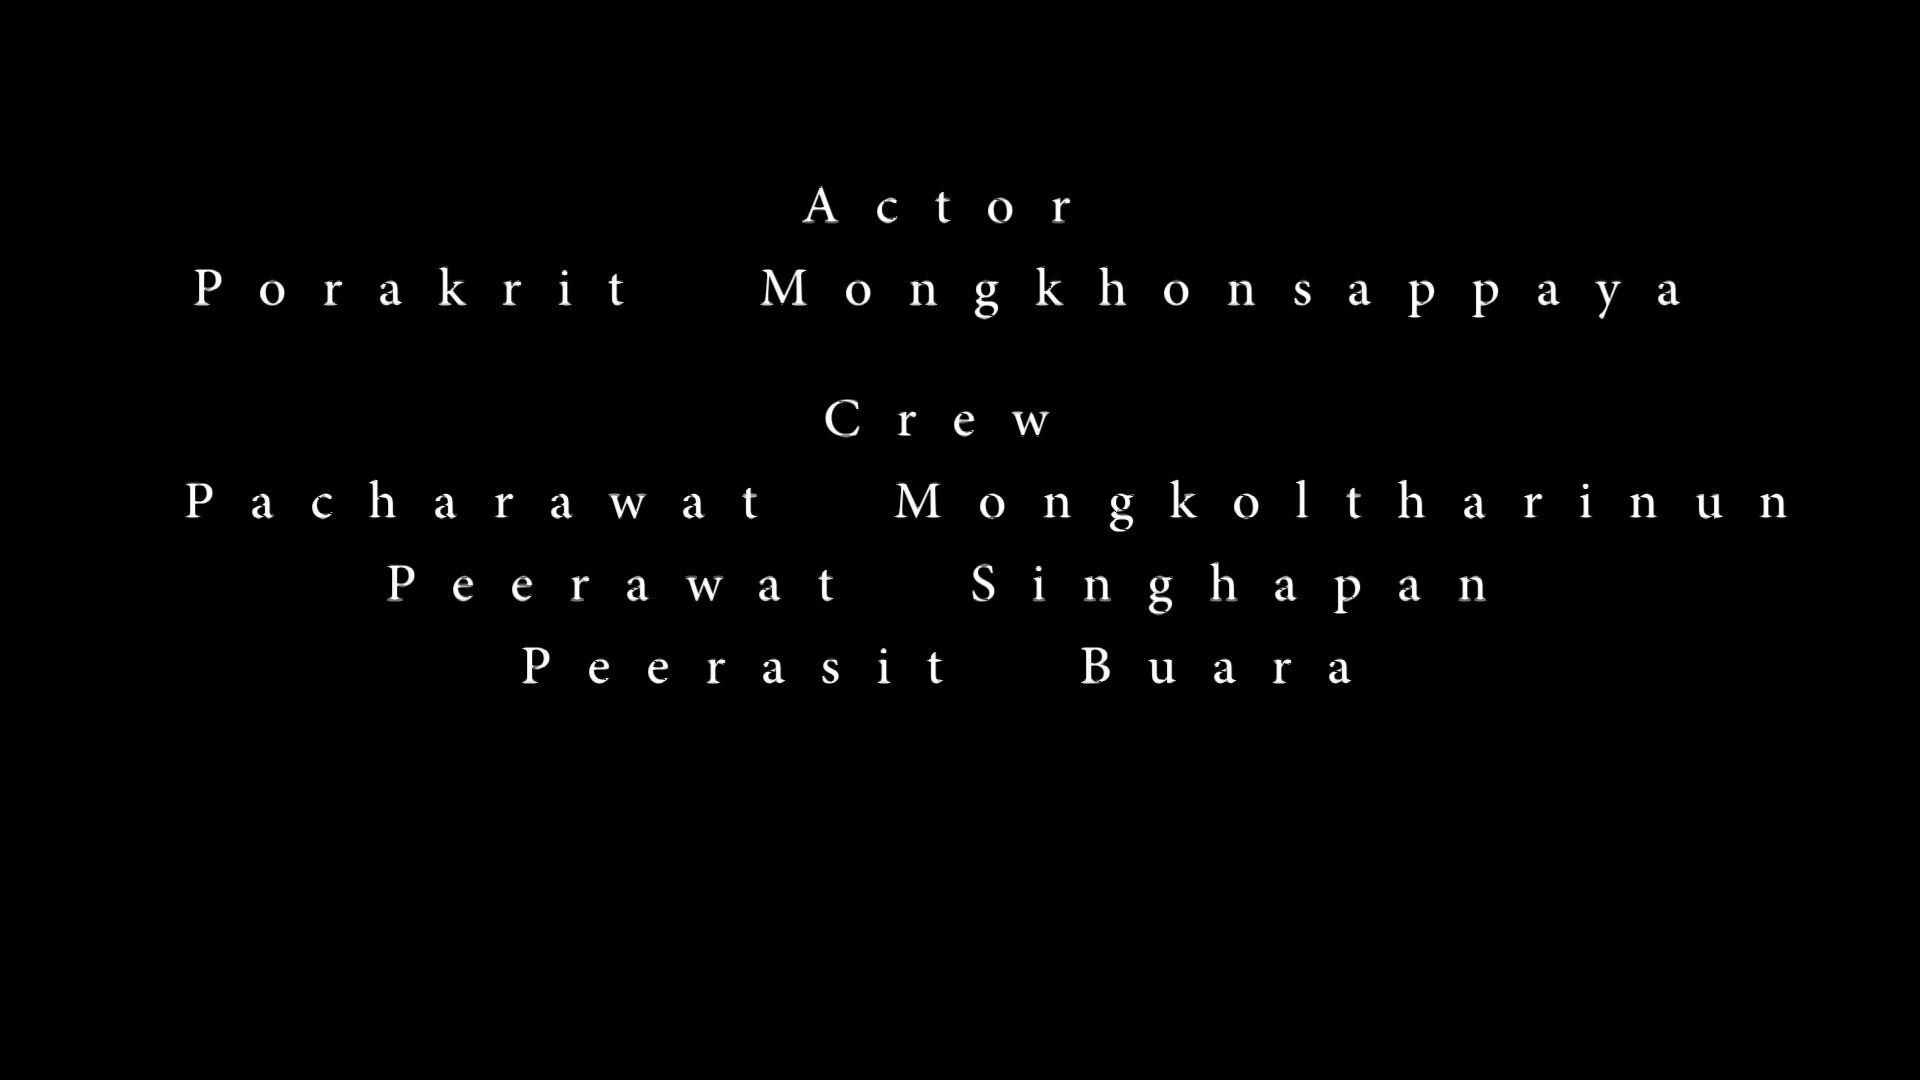 Actor
Porakrit Mongkhonsappaya
Crew
Pacharawat Mongkoltharinun
Peerawat Singhapan
Peerasit Buara